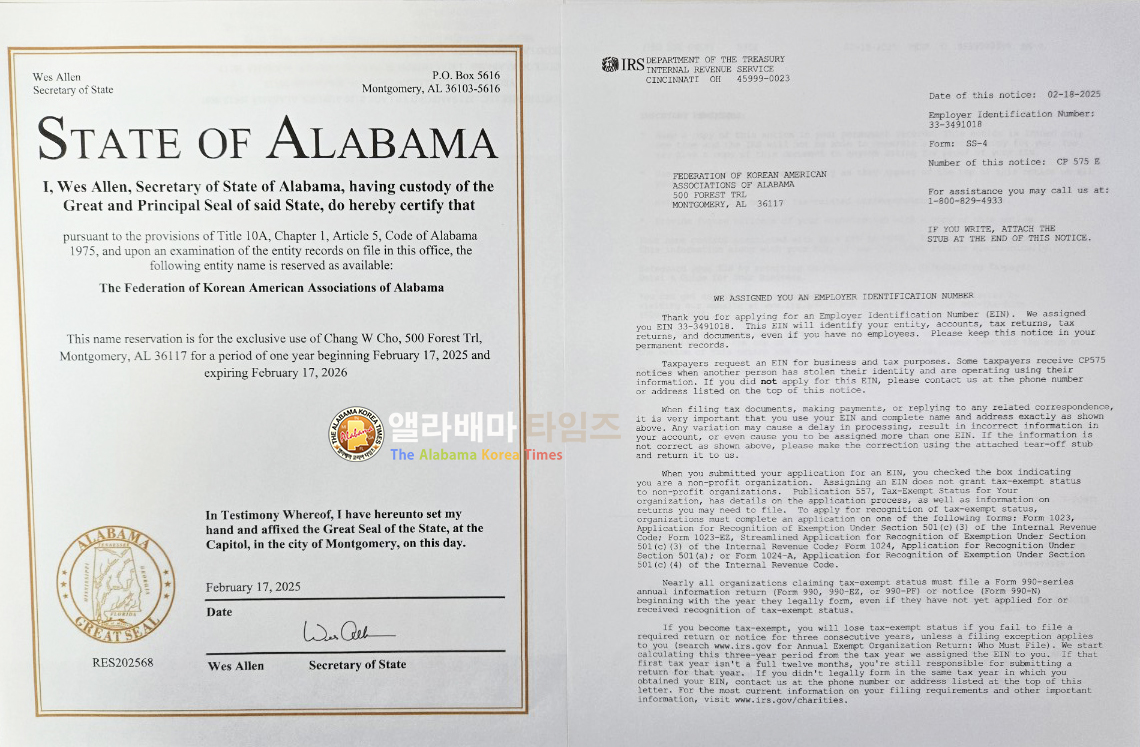 Wes Allen
Secretary of State
P.O. Box 5616
Montgomery, AL 36103-5616
STATE OF ALABAMA
I, Wes Allen, Secretary of State of Alabama, having custody of the
Great and Principal Seal of said State, do hereby certify that
pursuant to the provisions of Title 10A, Chapter 1, Article 5, Code of Alabama
1975, and upon an examination of the entity records on file in this office, the
following entity name is reserved as available:
The Federation of Korean American Associations of Alabama
This name reservation is for the exclusive use of Chang W Cho, 500 Forest Trl,
Montgomery, AL 36117 for a period of one year beginning February 17, 2025 and
expiring February 17, 2026
THE ALABAMA KOREA TIMES
Alabama
앨라배마 타임즈
The Alabama Korea Times
In Testimony Whereof, I have hereunto set my
hand and affixed the Great Seal of the State, at the
Capitol, in the city of Montgomery, on this day.
ALABAMA
TENNESSEE
MISSISSIPPI
GEORGIA
FLORIDA
GREAT SEAL
February 17, 2025
Date
RES202568
Wes Allen Secretary of State
IRS DEPARTMENT OF THE TREASURY
INTERNAL REVENUE SERVICE
CINCINNATI OH 45999-0023
Date of this notice: 02-18-2025
Employer Identification Number:
33-3491018
Form: SS-4
Number of this notice: CP 575 E
FEDERATION OF KOREAN AMERICAN
ASSOCIATIONS OF ALABAMA
500 FOREST TRL
MONTGOMERY, AL 36117
For assistance you may call us at:
1-800-829-4933
IF YOU WRITE, ATTACH THE
STUB AT THE END OF THIS NOTICE.
WE ASSIGNED YOU AN EMPLOYER IDENTIFICATION NUMBER
Thank you for applying for an Employer Identification Number (EIN). We assigned
you EIN 33-3491018. This EIN will identify your entity, accounts, tax returns, tax
returns, and documents, even if you have no employees. Please keep this notice in your
permanent records.
Taxpayers request an EIN for business and tax purposes. Some taxpayers receive CP575
notices when another person has stolen their identity and are operating using their
information. If you did not apply for this EIN, please contact us at the phone number
or address listed on the top of this notice.
When filing tax documents, making payments, or replying to any related correspondence,
it is very important that you use your EIN and complete name and address exactly as shown
above. Any variation may cause a delay in processing, result in incorrect information in
your account, or even cause you to be assigned more than one EIN. If the information is
not correct as shown above, please make the correction using the attached tear-off stub
and return it to us.
When you submitted your application for an EIN, you checked the box indicating
you are a non-profit organization. Assigning an EIN does not grant tax-exempt status
to non-profit organizations. Publication 557, Tax-Exempt Status for Your
organization, has details on the application process, as well as information on
returns you may need to file. To apply for recognition of tax-exempt status,
organizations must complete an application on one of the following forms: Form 1023,
Application for Recognition of Exemption Under Section 501(c)(3) of the Internal Revenue
Code; Form 1023-EZ, Streamlined Application for Recognition of Exemption Under Section
501(c)(3) of the Internal Revenue Code; Form 1024, Application for Recognition Under
Section 501(a); or Form 1024-A, Application for Recognition of Exemption Under Section
501(c)(4) of the Internal Revenue Code.
Nearly all organizations claiming tax-exempt status must file a Form 990-series
annual information return (Form 990, 990-EZ, or 990-PF) or notice (Form 990-N)
beginning with the year they legally form, even if they have not yet applied for or
received recognition of tax-exempt status.
If you become tax-exempt, you will lose tax-exempt status if you fail to file a
required return or notice for three consecutive years, unless a filing exception applies
to you (search www.irs.gov for Annual Exempt Organization Return: Who Must File). We start
calculating this three-year period from the tax year we assigned the EIN to you. If that
first tax year isn't a full twelve months, you're still responsible for submitting a
return for that year. If you didn't legally form in the same tax year in which you
obtained your EIN, contact us at the phone number or address listed at the top of this
letter. For the most current information on your filing requirements and other important
information, visit www.irs.gov/charities.